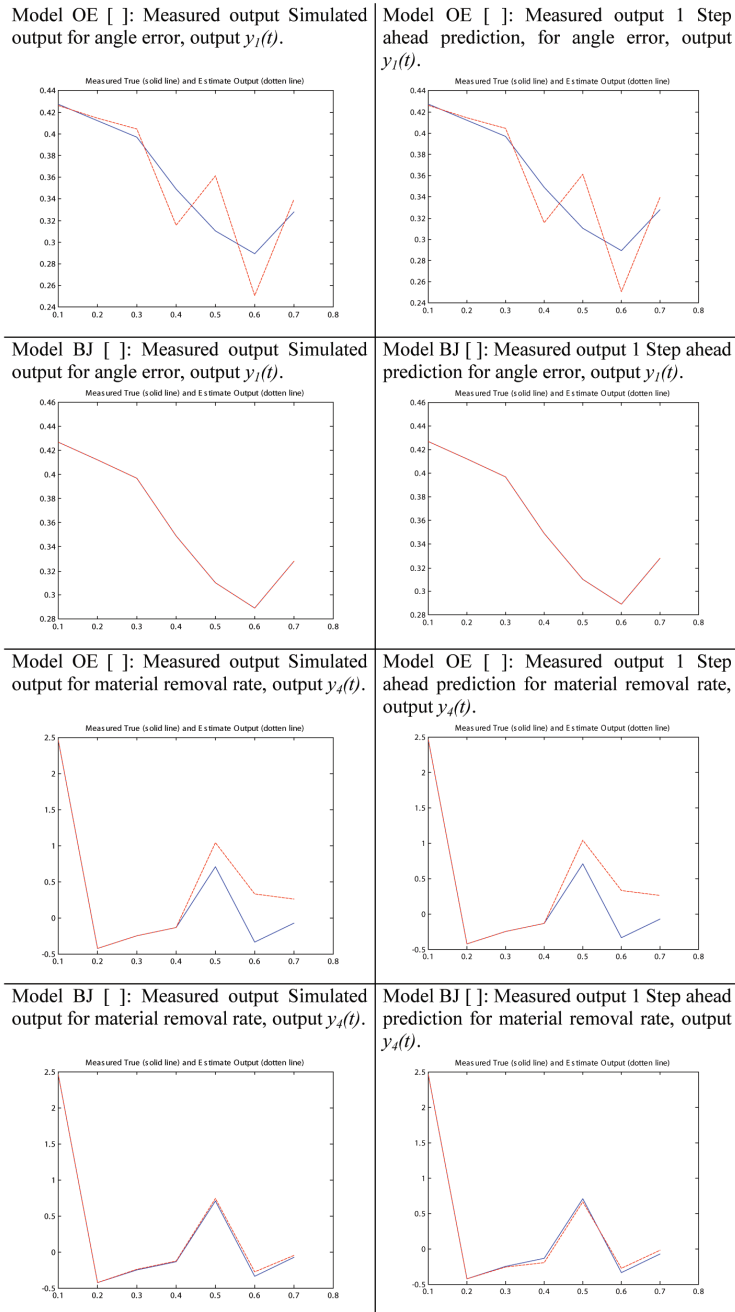 Model OE [ ]: Measured output Simulated
output for angle error, output y₁(t).
Measured True (solid line) and Estimate Output (dotten line)
0.44
0.42
0.4
0.38
0.36
0.34
0.32
0.3
0.28
0.26
0.24
0.1 0.2 0.3 0.4 0.5 0.6 0.7 0.8
Model OE [ ]: Measured output 1 Step
ahead prediction, for angle error, output
y₁(t).
Measured True (solid line) and Estimate Output (dotten line)
0.44
0.42
0.4
0.38
0.36
0.34
0.32
0.3
0.28
0.26
0.24
0.1 0.2 0.3 0.4 0.5 0.6 0.7 0.8
Model BJ [ ]: Measured output Simulated
output for angle error, output y₁(t).
Measured True (solid line) and Estimate Output (dotten line)
0.46
0.44
0.42
0.4
0.38
0.36
0.34
0.32
0.3
0.28
0.1 0.2 0.3 0.4 0.5 0.6 0.7 0.8
Model BJ [ ]: Measured output 1 Step ahead
prediction for angle error, output y₁(t).
Measured True (solid line) and Estimate Output (dotten line)
0.46
0.44
0.42
0.4
0.38
0.36
0.34
0.32
0.3
0.28
0.1 0.2 0.3 0.4 0.5 0.6 0.7 0.8
Model OE [ ]: Measured output Simulated
output for material removal rate, output y₄(t).
Measured True (solid line) and Estimate Output (dotten line)
2.5
2
1.5
1
0.5
0
-0.5
0.1 0.2 0.3 0.4 0.5 0.6 0.7 0.8
Model OE [ ]: Measured output 1 Step
ahead prediction for material removal rate,
output y₄(t).
Measured True (solid line) and Estimate Output (dotten line)
2.5
2
1.5
1
0.5
0
-0.5
0.1 0.2 0.3 0.4 0.5 0.6 0.7 0.8
Model BJ [ ]: Measured output Simulated
output for material removal rate, output y₄(t).
Measured True (solid line) and Estimate Output (dotten line)
2.5
2
1.5
1
0.5
0
-0.5
0.1 0.2 0.3 0.4 0.5 0.6 0.7 0.8
Model BJ [ ]: Measured output 1 Step ahead
prediction for material removal rate, output
y₄(t).
Measured True (solid line) and Estimate Output (dotten line)
2.5
2
1.5
1
0.5
0
-0.5
0.1 0.2 0.3 0.4 0.5 0.6 0.7 0.8